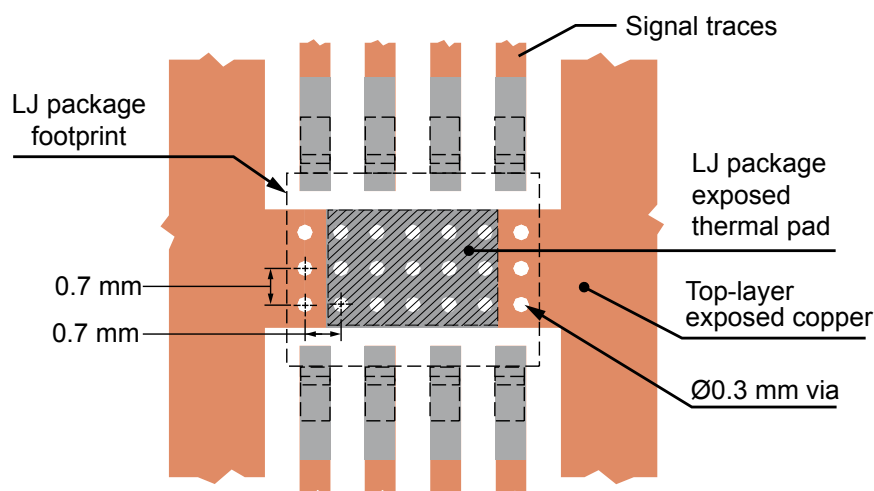 Signal traces
LJ package
footprint
LJ package
exposed
thermal pad
0.7 mm
Top-layer
exposed copper
0.7 mm
Ø0.3 mm via